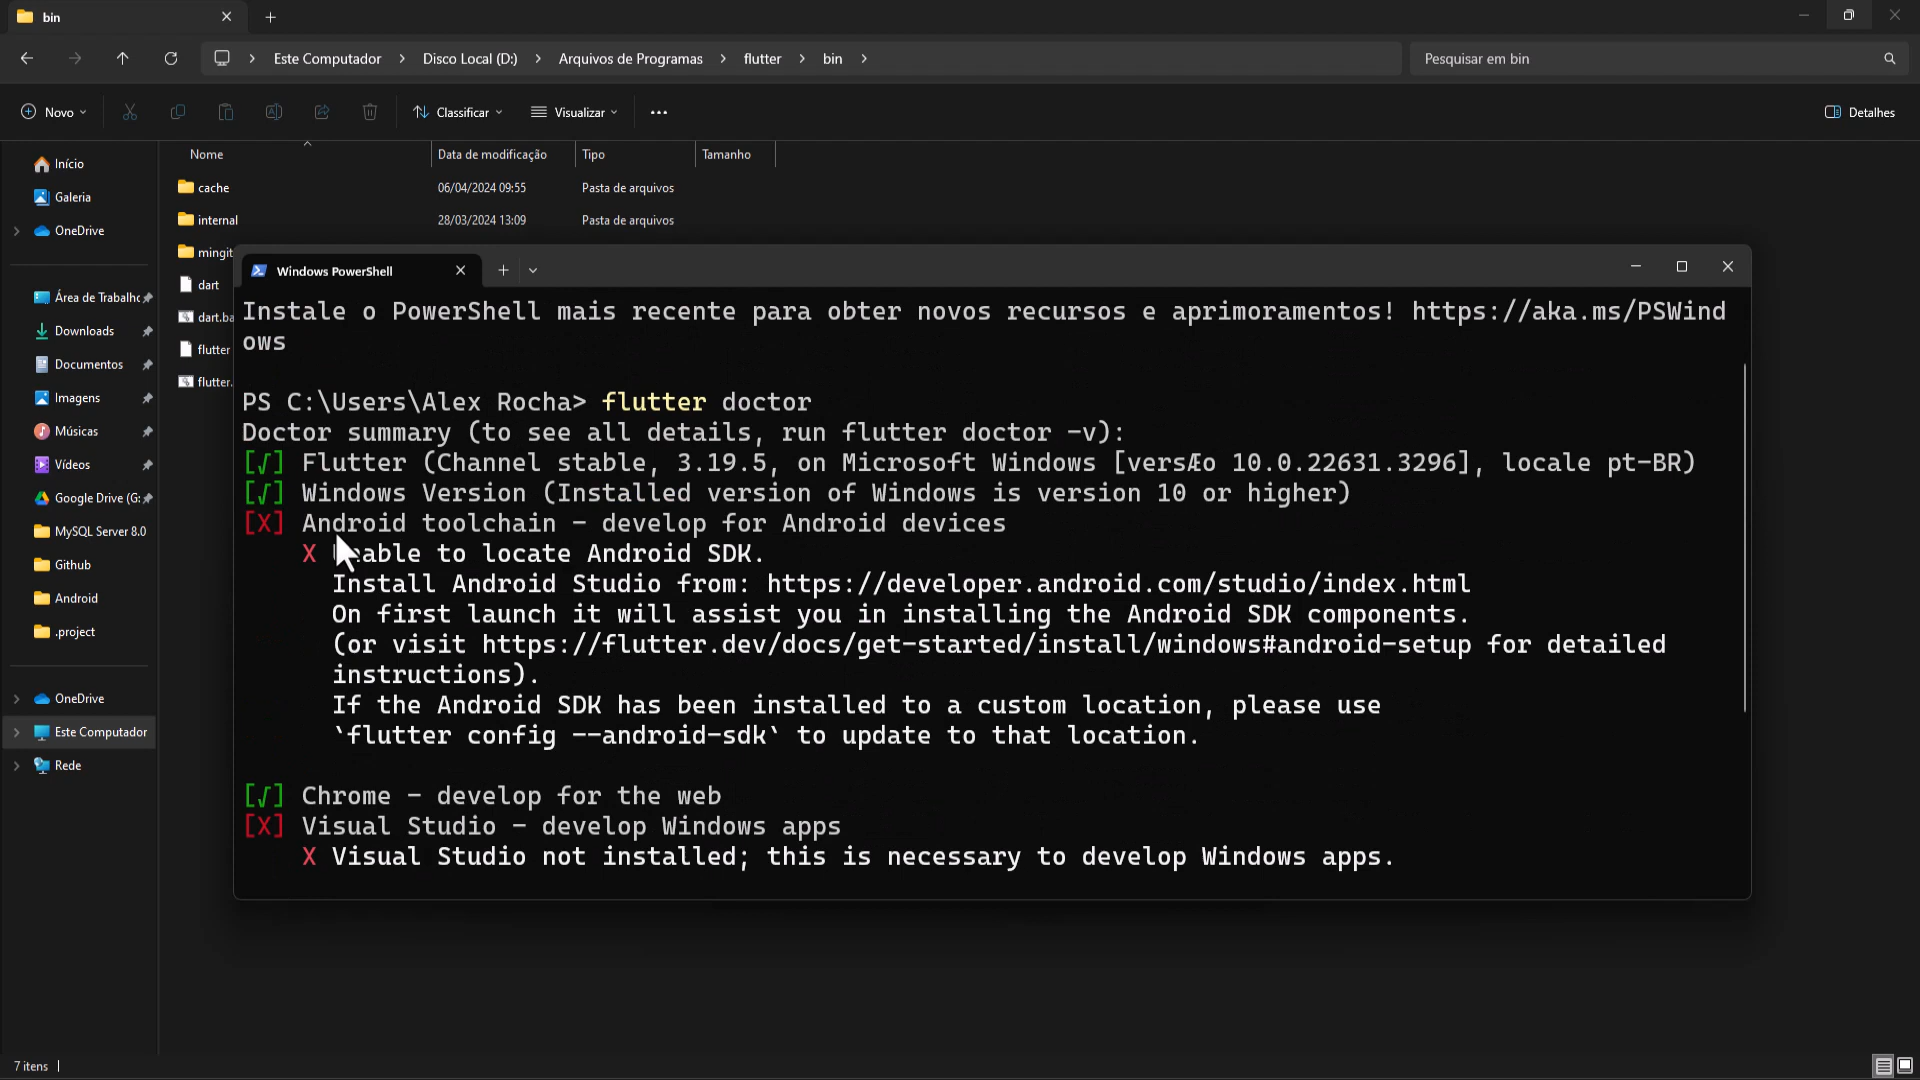 bin
Este Computador > Disco Local (D:) > Arquivos de Programas > flutter > bin >
Pesquisar em bin
Novo
Classificar
Visualizar
Detalhes
Nome
Data de modificação
Tipo
Tamanho
cache 06/04/2024 09:55 Pasta de arquivos
internal 28/03/2024 13:09 Pasta de arquivos
mingit
dart
dart.ba
flutter
flutter.
Início
Galeria
OneDrive
Área de Trabalho
Downloads
Documentos
Imagens
Músicas
Vídeos
Google Drive (G:
MySQL Server 8.0
Github
Android
.project
OneDrive
Este Computador
Rede
Windows PowerShell
Instale o PowerShell mais recente para obter novos recursos e aprimoramentos! https://aka.ms/PSWind
ows
PS C:\Users\Alex Rocha> flutter doctor
Doctor summary (to see all details, run flutter doctor -v):
[√] Flutter (Channel stable, 3.19.5, on Microsoft Windows [versÆo 10.0.22631.3296], locale pt-BR)
[√] Windows Version (Installed version of Windows is version 10 or higher)
[X] Android toolchain - develop for Android devices
X Unable to locate Android SDK.
Install Android Studio from: https://developer.android.com/studio/index.html
On first launch it will assist you in installing the Android SDK components.
(or visit https://flutter.dev/docs/get-started/install/windows#android-setup for detailed
instructions).
If the Android SDK has been installed to a custom location, please use
`flutter config --android-sdk` to update to that location.
[√] Chrome - develop for the web
[X] Visual Studio - develop Windows apps
X Visual Studio not installed; this is necessary to develop Windows apps.
7 itens